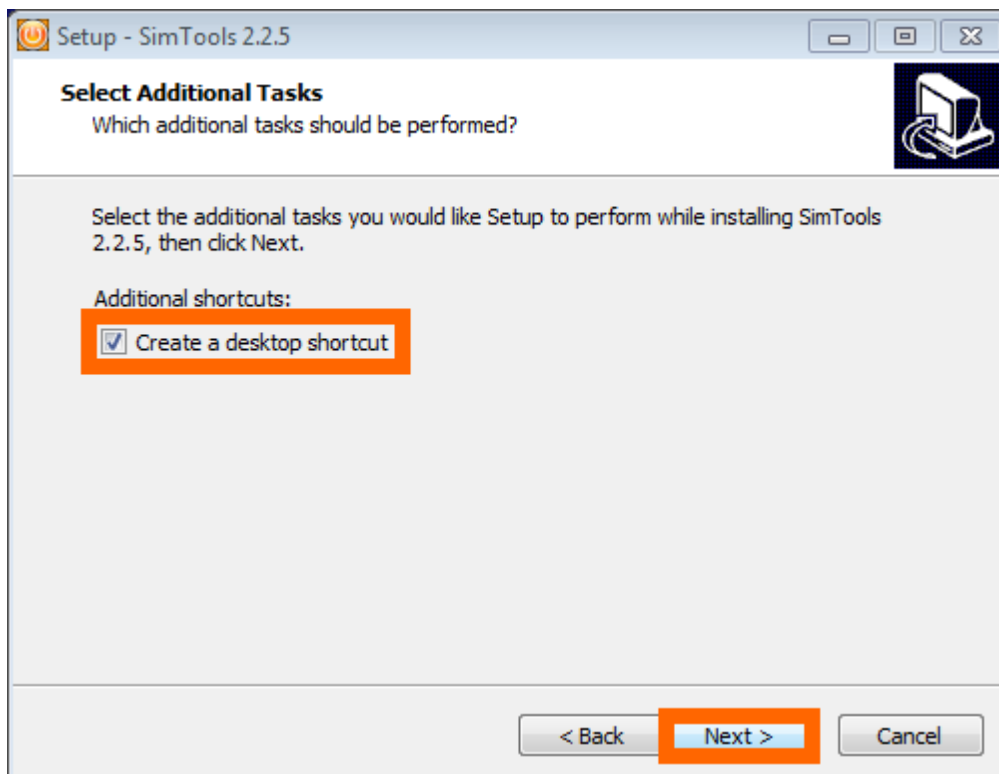 Setup - SimTools 2.2.5
Select Additional Tasks
Which additional tasks should be performed?
Select the additional tasks you would like Setup to perform while installing SimTools
2.2.5, then click Next.
Additional shortcuts:
Create a desktop shortcut
< Back Next > Cancel